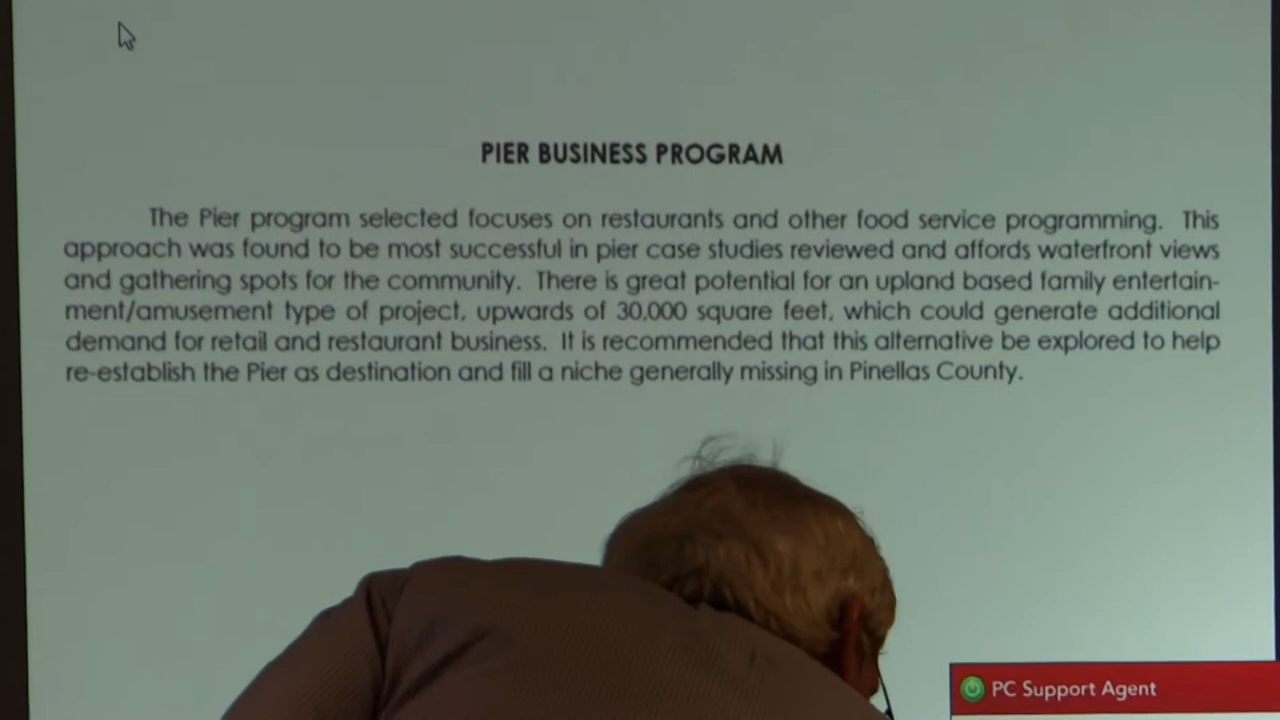 PIER BUSINESS PROGRAM
The Pier program selected focuses on restaurants and other food service programming. This
approach was found to be most successful in pier case studies reviewed and affords waterfront views
and gathering spots for the community. There is great potential for an upland based family entertain-
ment/amusement type of project, upwards of 30,000 square feet, which could generate additional
demand for retail and restaurant business. It is recommended that this alternative be explored to help
re-establish the Pier as destination and fill a niche generally missing in Pinellas County.
PC Support Agent